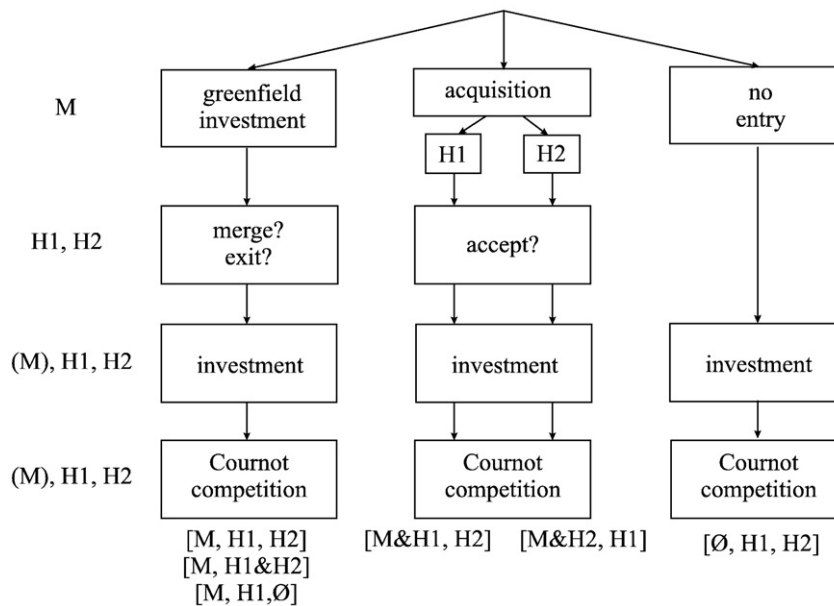 M
greenfield
investment
acquisition
no
entry
H1
H2
H1, H2
merge?
exit?
accept?
(M), H1, H2
investment
investment
investment
(M), H1, H2
Cournot
competition
Cournot
competition
Cournot
competition
[M, H1, H2]
[M, H1&H2]
[M, H1,Ø]
[M&H1, H2]
[M&H2, H1]
[Ø, H1, H2]